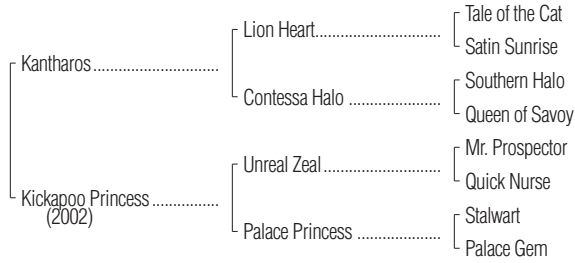 Tale of the Cat
Lion Heart
Satin Sunrise
Kantharos
Southern Halo
Contessa Halo
Queen of Savoy
Mr. Prospector
Unreal Zeal
Quick Nurse
Kickapoo Princess
(2002)
Stalwart
Palace Princess
Palace Gem